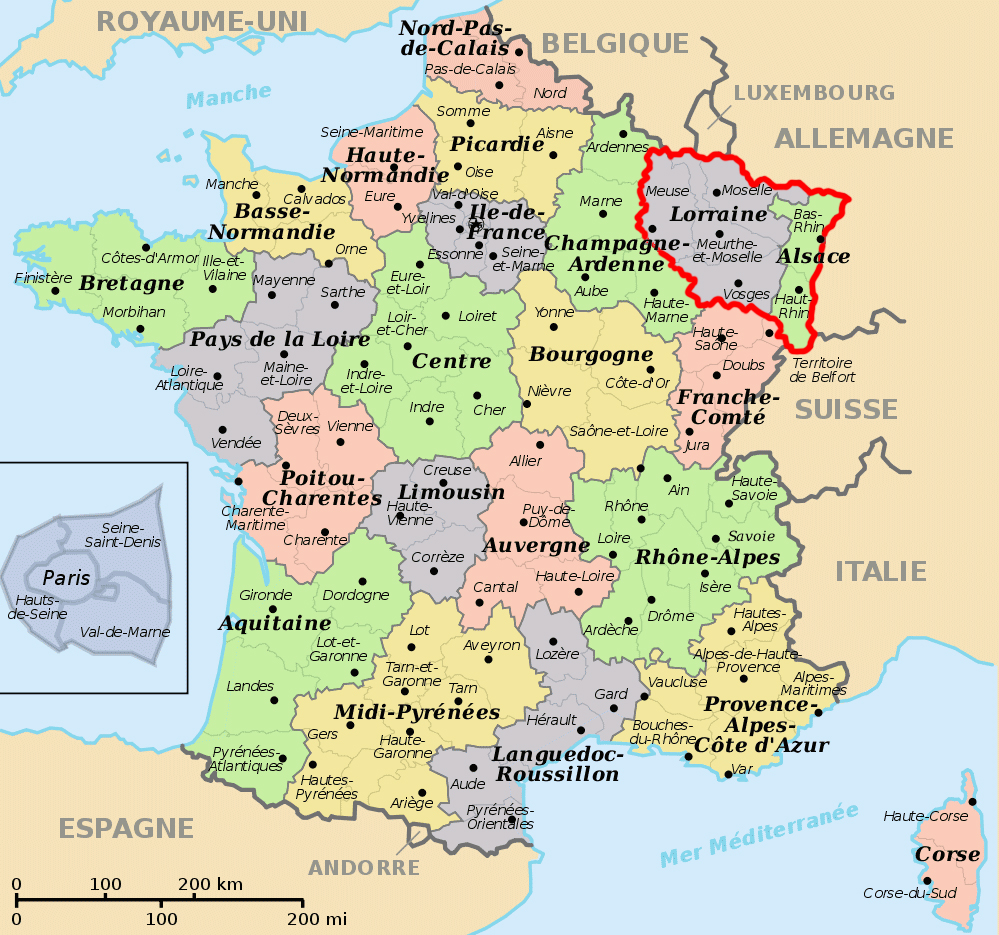 ROYAUME-UNI
Nord-Pas-
de-Calais
BELGIQUE
Pas-de-Calais
Nord
LUXEMBOURG
Manche
ALLEMAGNE
Somme
Seine-Maritime
Picardie
Aisne
Ardennes
Haute-
Normandie
Oise
Eure
Val-d'Oise
Manche
Calvados
Basse-
Normandie
Orne
Yvelines
Ile-de-
France
Essonne
Seine-
et-Marne
Marne
Champagne-
Ardenne
Aube
Haute-
Marne
Meuse
Moselle
Lorraine
Meurthe-
et-Moselle
Vosges
Bas-
Rhin
Alsace
Haut-
Rhin
Finistère
Côtes-d'Armor
Bretagne
Ille-et-
Vilaine
Morbihan
Mayenne
Sarthe
Pays de la Loire
Loire-
Atlantique
Maine-
et-Loire
Vendée
Eure-
et-Loir
Loir-
et-Cher
Loiret
Centre
Indre-
et-Loire
Indre
Cher
Yonne
Bourgogne
Côte-d'Or
Nièvre
Saône-et-Loire
Haute-
Saône
Doubs
Franche-
Comté
Jura
Territoire
de Belfort
SUISSE
Deux-
Sèvres
Vienne
Poitou-
Charentes
Charente-
Maritime
Charente
Creuse
Limousin
Haute-
Vienne
Corrèze
Allier
Puy-de-
Dôme
Auvergne
Cantal
Haute-Loire
Ain
Haute-
Savoie
Rhône
Loire
Savoie
Rhône-Alpes
Isère
Ardèche
Drôme
ITALIE
Seine-
Saint-Denis
Paris
Hauts-
de-Seine
Val-de-Marne
Gironde
Dordogne
Aquitaine
Lot-et-
Garonne
Landes
Pyrénées-
Atlantiques
Lot
Aveyron
Tarn-et-
Garonne
Tarn
Midi-Pyrénées
Gers
Haute-
Garonne
Hautes-
Pyrénées
Ariège
Lozère
Gard
Hérault
Languedoc-
Roussillon
Aude
Pyrénées-
Orientales
Hautes-
Alpes
Alpes-de-Haute-
Provence
Alpes-
Maritimes
Vaucluse
Provence-
Alpes-
Côte d'Azur
Bouches-
du-Rhône
Var
ESPAGNE
ANDORRE
Mer Méditerranée
Haute-Corse
Corse
Corse-du-Sud
0 100 200 km
0 100 200 mi